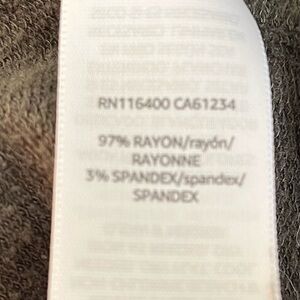 RN116400 CA61234
97% RAYON/rayón/
RAYONNE
3% SPANDEX/spandex/
SPANDEX